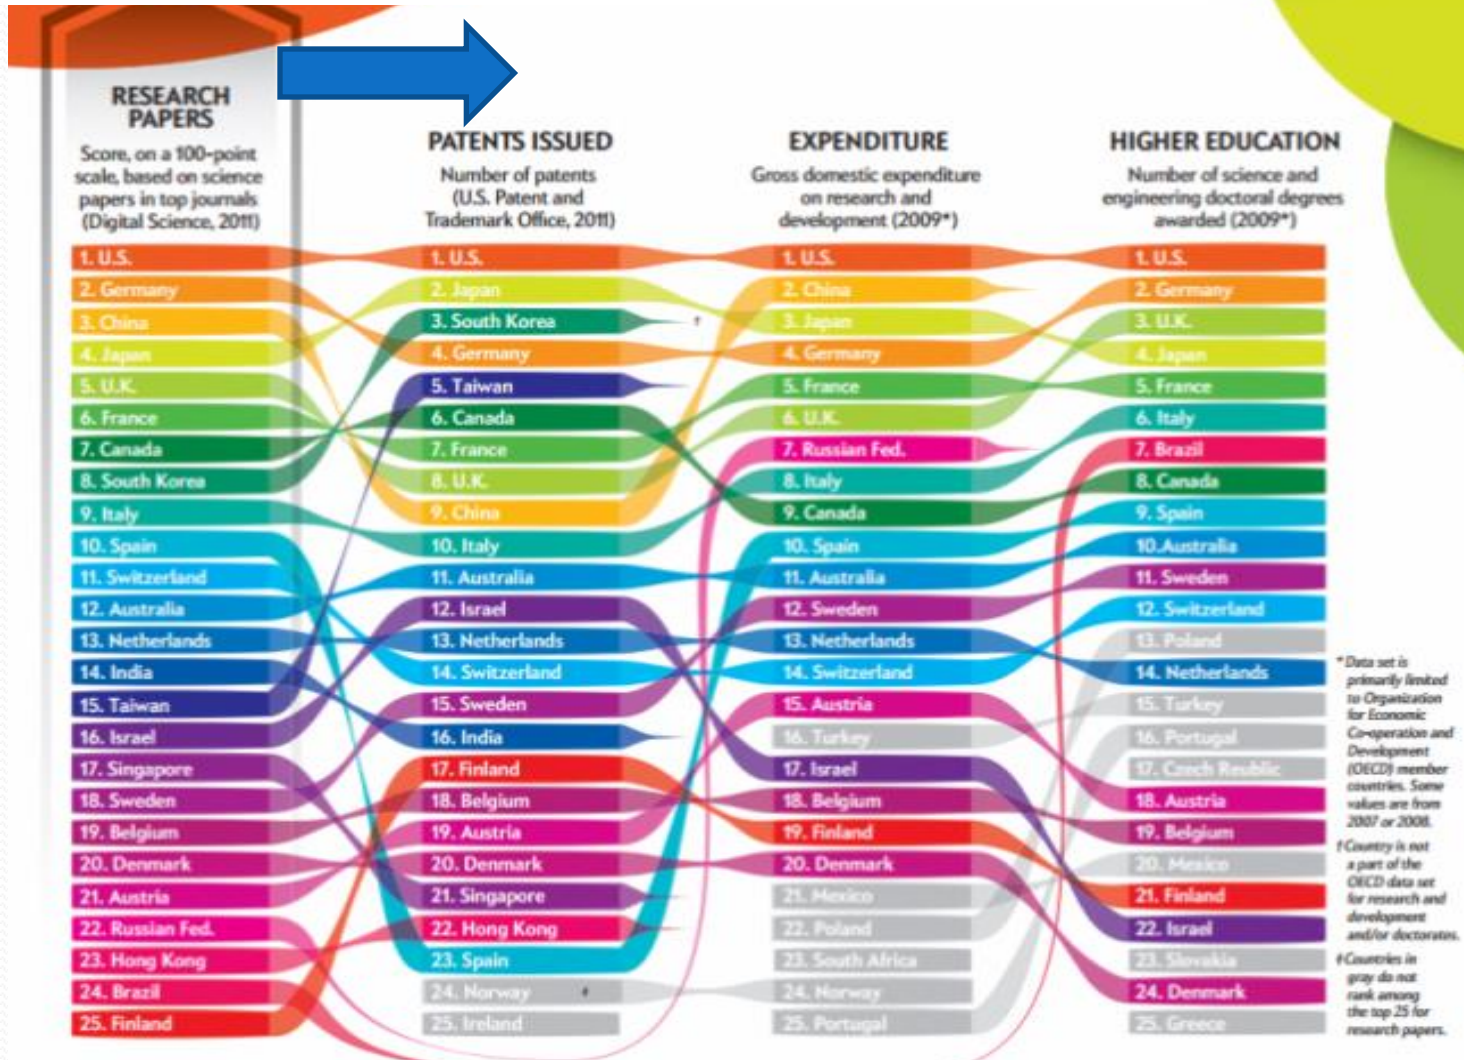 RESEARCH
PAPERS
Score, on a 100-point
scale, based on science
papers in top journals
(Digital Science, 2011)
1. U.S.
2. Germany
3. China
4. Japan
5. U.K.
6. France
7. Canada
8. South Korea
9. Italy
10. Spain
11. Switzerland
12. Australia
13. Netherlands
14. India
15. Taiwan
16. Israel
17. Singapore
18. Sweden
19. Belgium
20. Denmark
21. Austria
22. Russian Fed.
23. Hong Kong
24. Brazil
25. Finland
PATENTS ISSUED
Number of patents
(U.S. Patent and
Trademark Office, 2011)
1. U.S.
2. Japan
3. South Korea †
4. Germany
5. Taiwan
6. Canada
7. France
8. U.K.
9. China
10. Italy
11. Australia
12. Israel
13. Netherlands
14. Switzerland
15. Sweden
16. India
17. Finland
18. Belgium
19. Austria
20. Denmark
21. Singapore
22. Hong Kong
23. Spain
24. Norway ‡
25. Ireland
EXPENDITURE
Gross domestic expenditure
on research and
development (2009*)
1. U.S.
2. China
3. Japan
4. Germany
5. France
6. U.K.
7. Russian Fed.
8. Italy
9. Canada
10. Spain
11. Australia
12. Sweden
13. Netherlands
14. Switzerland
15. Austria
16. Turkey
17. Israel
18. Belgium
19. Finland
20. Denmark
21. Mexico
22. Poland
23. South Africa
24. Norway
25. Portugal
HIGHER EDUCATION
Number of science and
engineering doctoral degrees
awarded (2009*)
1. U.S.
2. Germany
3. U.K.
4. Japan
5. France
6. Italy
7. Brazil
8. Canada
9. Spain
10.Australia
11. Sweden
12. Switzerland
13. Poland
14. Netherlands
15. Turkey
16. Portugal
17. Czech Reublic
18. Austria
19. Belgium
20. Mexico
21. Finland
22. Israel
23. Slovakia
24. Denmark
25. Greece
* Data set is
primarily limited
to Organization
for Economic
Co-operation and
Development
(OECD) member
countries. Some
values are from
2007 or 2008.
† Country is not
a part of the
OECD data set
for research and
development
and/or doctorates.
‡ Countries in
gray do not
rank among
the top 25 for
research papers.